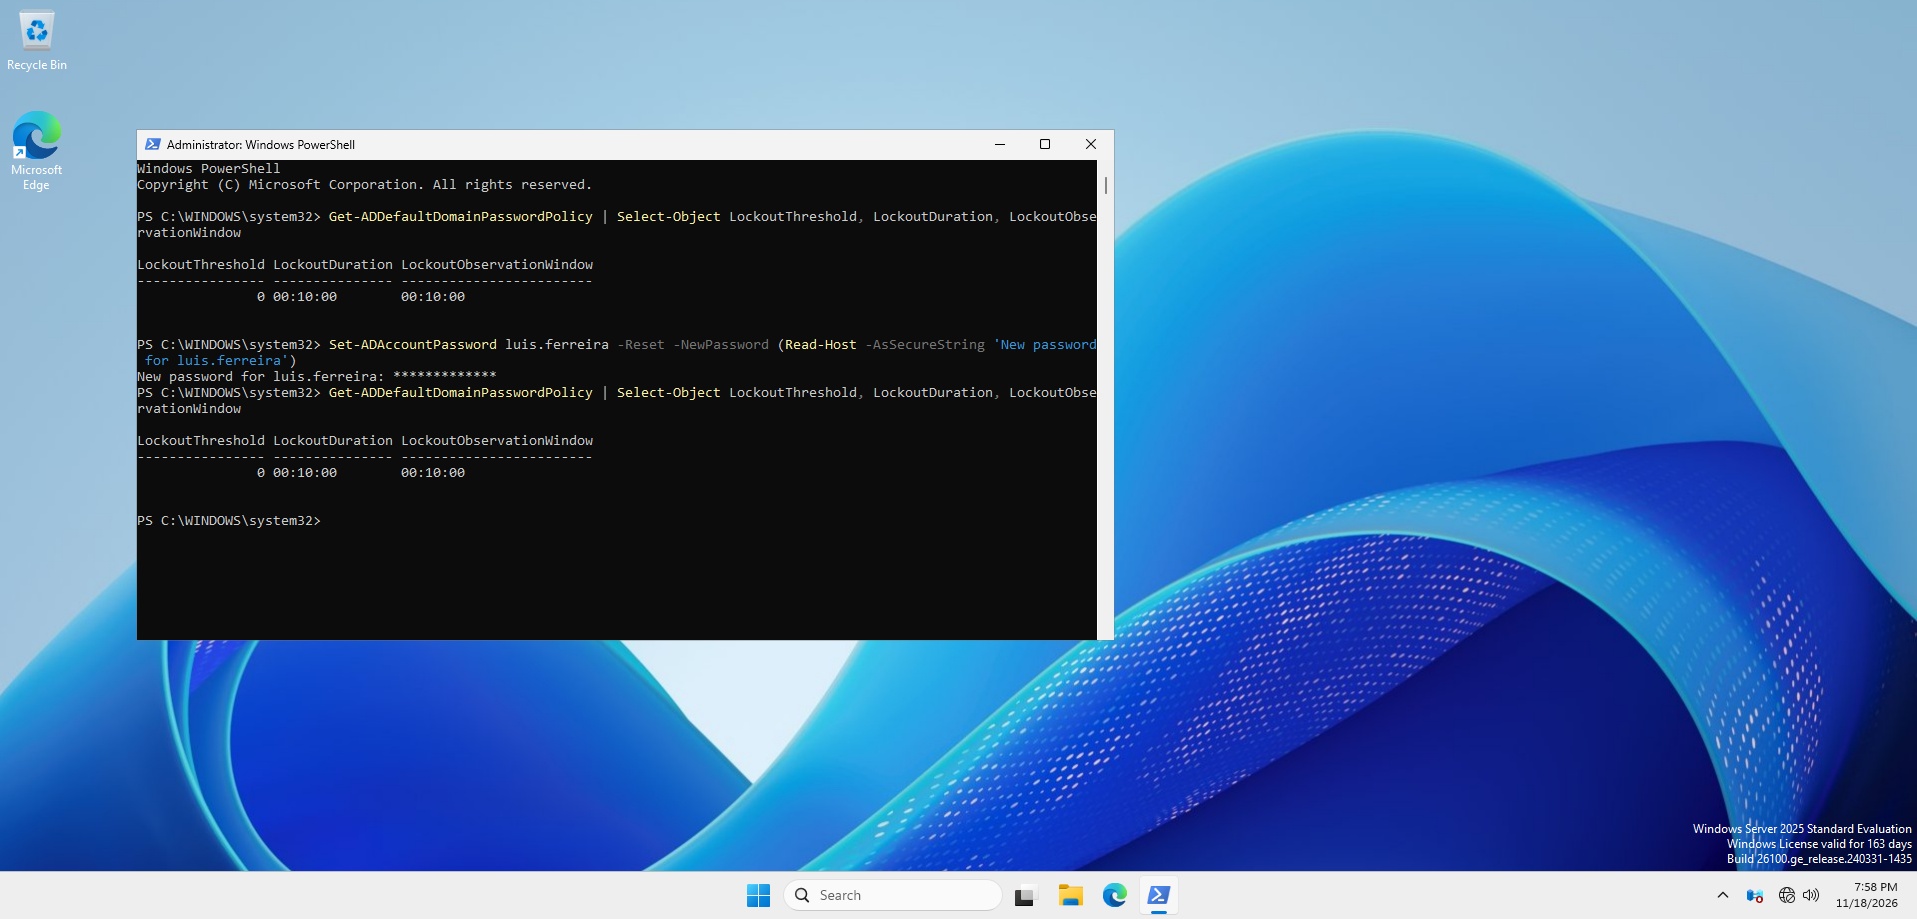 Recycle Bin
Microsoft
Edge
Administrator: Windows PowerShell
Windows PowerShell
Copyright (C) Microsoft Corporation. All rights reserved.
PS C:\WINDOWS\system32> Get-ADDefaultDomainPasswordPolicy | Select-Object LockoutThreshold, LockoutDuration, LockoutObse
rvationWindow
LockoutThreshold LockoutDuration LockoutObservationWindow
---------------- --------------- ------------------------
0 00:10:00 00:10:00
PS C:\WINDOWS\system32> Set-ADAccountPassword luis.ferreira -Reset -NewPassword (Read-Host -AsSecureString 'New password
for luis.ferreira')
New password for luis.ferreira: *************
PS C:\WINDOWS\system32> Get-ADDefaultDomainPasswordPolicy | Select-Object LockoutThreshold, LockoutDuration, LockoutObse
rvationWindow
LockoutThreshold LockoutDuration LockoutObservationWindow
---------------- --------------- ------------------------
0 00:10:00 00:10:00
PS C:\WINDOWS\system32>
Windows Server 2025 Standard Evaluation
Windows License valid for 163 days
Build 26100.ge_release.240331-1435
Search
7:58 PM
11/18/2026